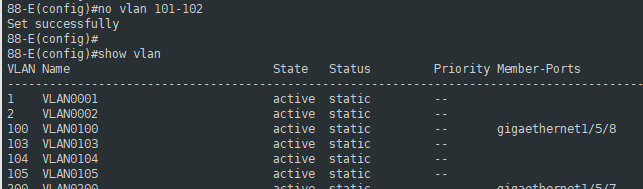 88-E(config)#no vlan 101-102
Set successfully
88-E(config)#
88-E(config)#show vlan
VLAN Name State Status Priority Member-Ports
--------------------------------------------------------------------------------------------
1 VLAN0001 active static --
2 VLAN0002 active static --
100 VLAN0100 active static -- gigaethernet1/5/8
103 VLAN0103 active static --
104 VLAN0104 active static --
105 VLAN0105 active static --
200 VLAN0200 active static -- gigaethernet1/5/7